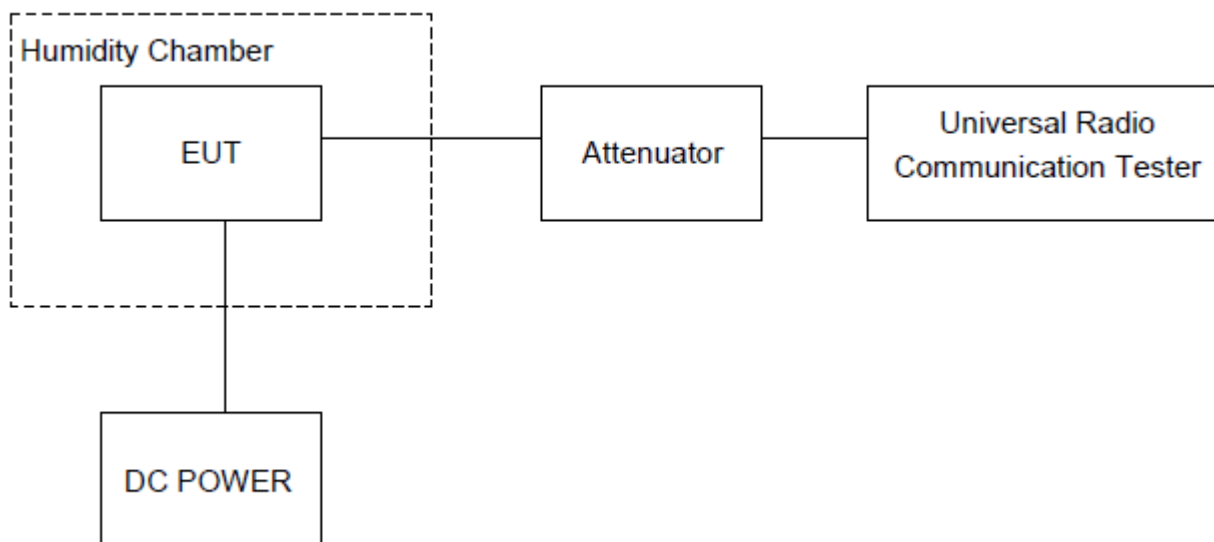 Humidity Chamber
EUT
Attenuator
Universal Radio
Communication Tester
DC POWER